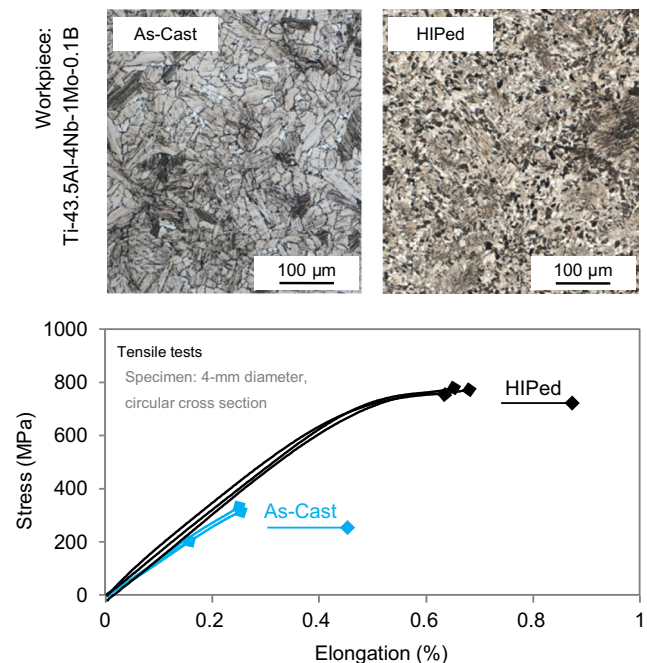 Workpiece:
Ti-43.5Al-4Nb-1Mo-0.1B
As-Cast
HIPed
100 µm
100 µm
1000
800
600
400
200
0
Stress (MPa)
Tensile tests
Specimen: 4-mm diameter,
circular cross section
HIPed
As-Cast
0
0.2
0.4
0.6
0.8
1
Elongation (%)